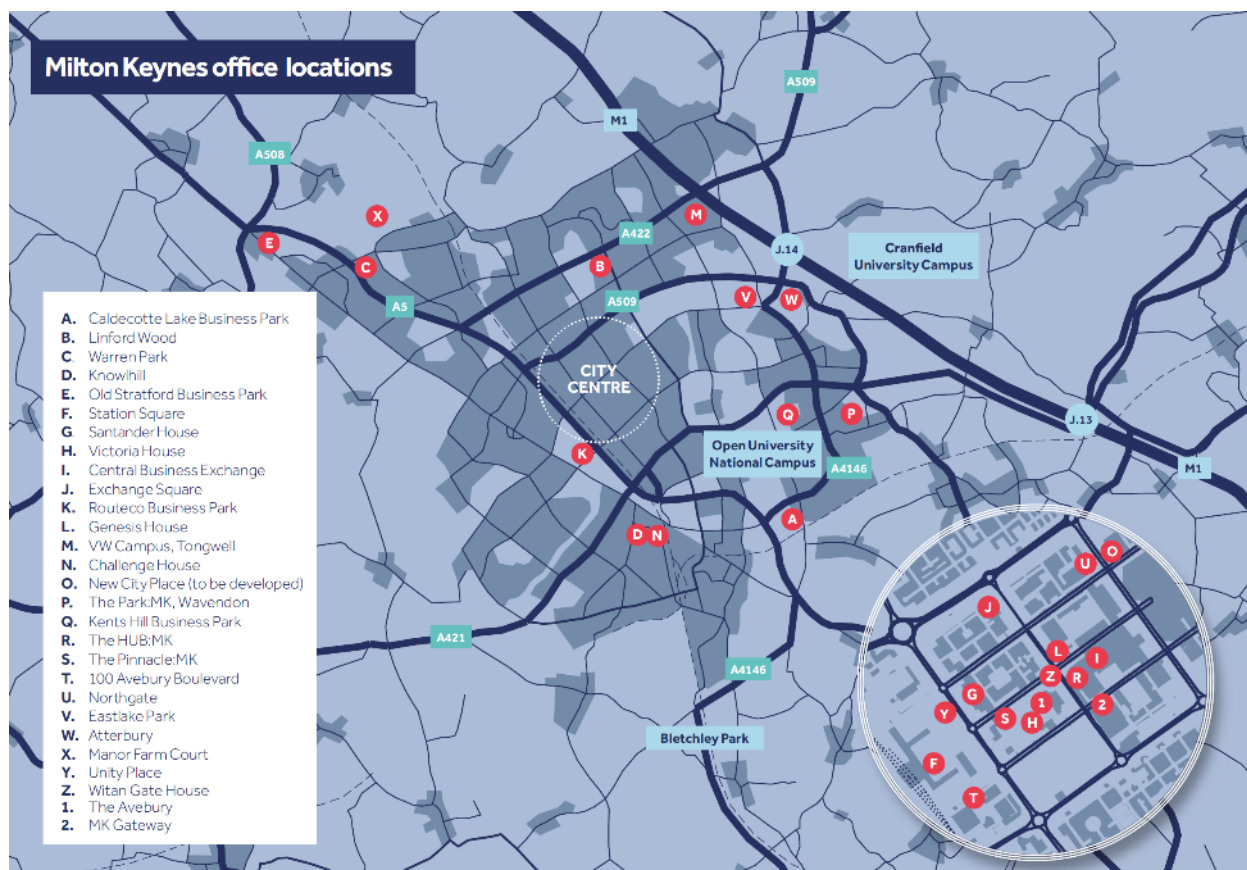 Milton Keynes office locations
A508
A509
M1
X
M
E
A422
J.14
Cranfield
University Campus
C
B
A5
A509
V
W
CITY
CENTRE
Q
P
J.13
Open University
National Campus
K
A4146
M1
A
D
N
A421
A4146
Bletchley Park
A. Caldecotte Lake Business Park
B. Linford Wood
C. Warren Park
D. Knowlhill
E. Old Stratford Business Park
F. Station Square
G. Santander House
H. Victoria House
I. Central Business Exchange
J. Exchange Square
K. Routeco Business Park
L. Genesis House
M. VW Campus, Tongwell
N. Challenge House
O. New City Place (to be developed)
P. The Park:MK, Wavendon
Q. Kents Hill Business Park
R. The HUB:MK
S. The Pinnacle:MK
T. 100 Avebury Boulevard
U. Northgate
V. Eastlake Park
W. Atterbury
X. Manor Farm Court
Y. Unity Place
Z. Witan Gate House
1. The Avebury
2. MK Gateway
O
U
J
L
I
Z
R
G
1
2
Y
S
H
F
T